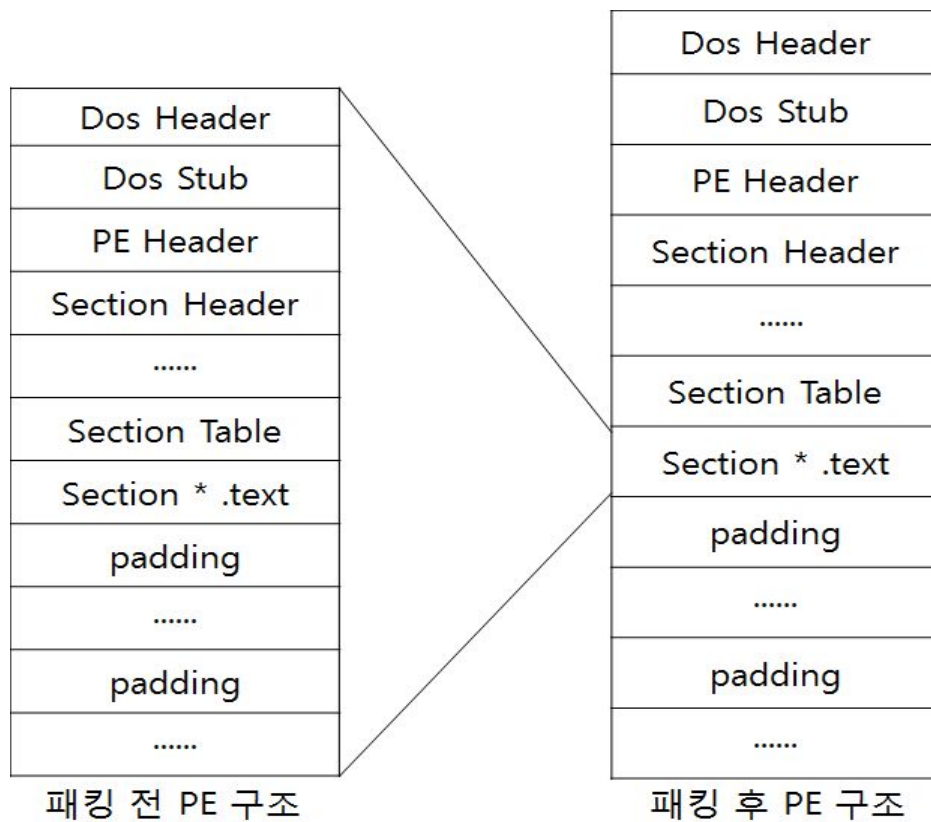 Dos Header
Dos Stub
PE Header
Section Header
......
Section Table
Section * .text
padding
......
padding
......
패킹 전 PE 구조
Dos Header
Dos Stub
PE Header
Section Header
......
Section Table
Section * .text
padding
......
padding
......
패킹 후 PE 구조